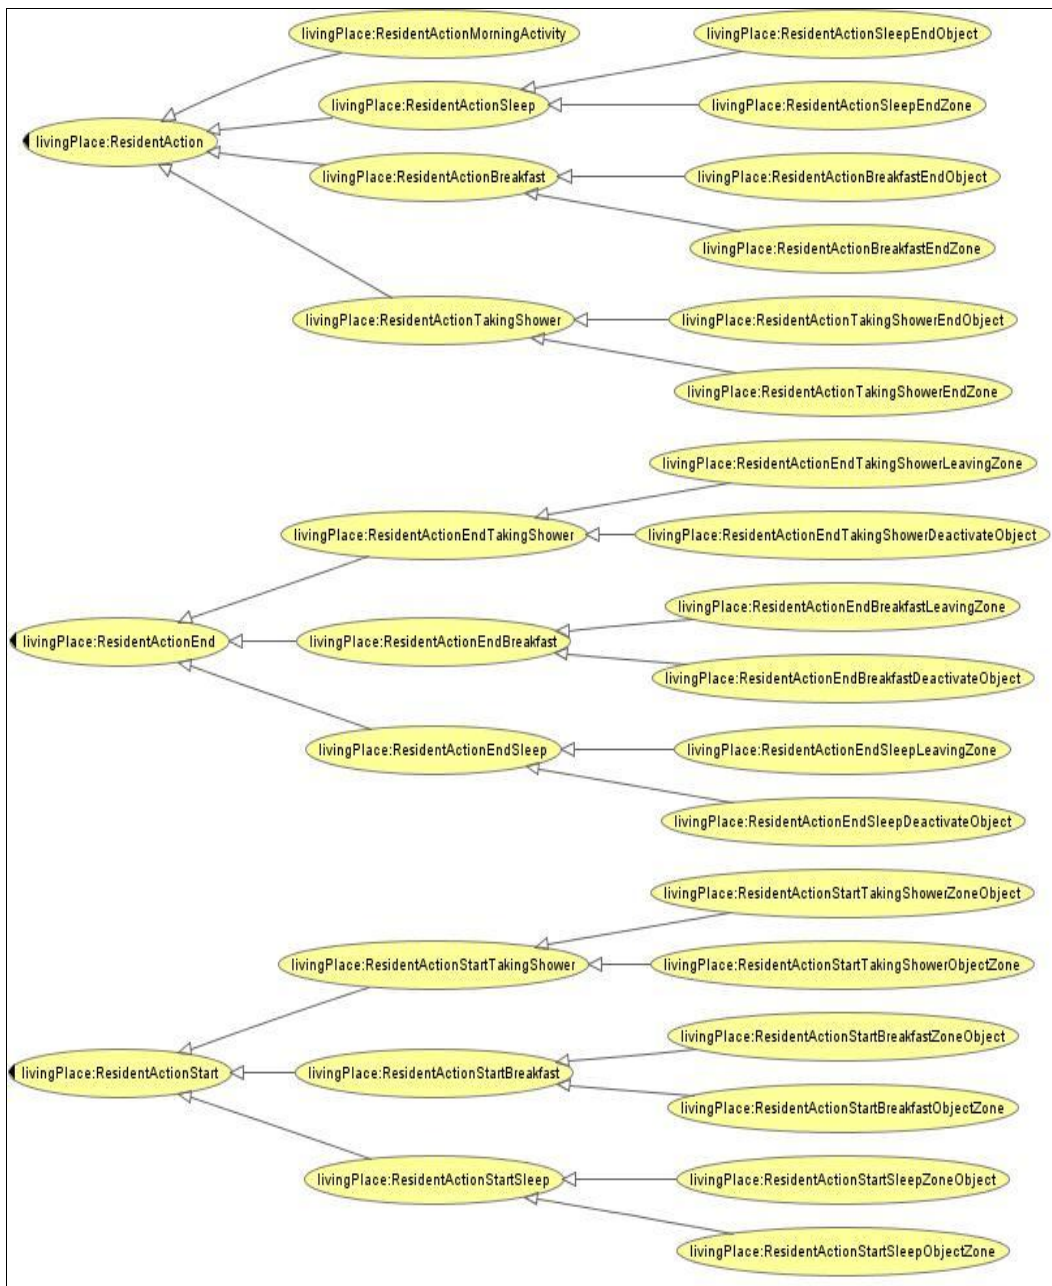 livingPlace:ResidentActionMorningActivity
livingPlace:ResidentActionSleepEndObject
livingPlace:ResidentActionSleep
livingPlace:ResidentActionSleepEndZone
livingPlace:ResidentAction
livingPlace:ResidentActionBreakfast
livingPlace:ResidentActionBreakfastEndObject
livingPlace:ResidentActionBreakfastEndZone
livingPlace:ResidentActionTakingShower
livingPlace:ResidentActionTakingShowerEndObject
livingPlace:ResidentActionTakingShowerEndZone
livingPlace:ResidentActionEndTakingShowerLeavingZone
livingPlace:ResidentActionEndTakingShower
livingPlace:ResidentActionEndTakingShowerDeactivateObject
livingPlace:ResidentActionEndBreakfastLeavingZone
livingPlace:ResidentActionEnd
livingPlace:ResidentActionEndBreakfast
livingPlace:ResidentActionEndBreakfastDeactivateObject
livingPlace:ResidentActionEndSleep
livingPlace:ResidentActionEndSleepLeavingZone
livingPlace:ResidentActionEndSleepDeactivateObject
livingPlace:ResidentActionStartTakingShowerZoneObject
livingPlace:ResidentActionStartTakingShower
livingPlace:ResidentActionStartTakingShowerObjectZone
livingPlace:ResidentActionStartBreakfastZoneObject
livingPlace:ResidentActionStart
livingPlace:ResidentActionStartBreakfast
livingPlace:ResidentActionStartBreakfastObjectZone
livingPlace:ResidentActionStartSleep
livingPlace:ResidentActionStartSleepZoneObject
livingPlace:ResidentActionStartSleepObjectZone